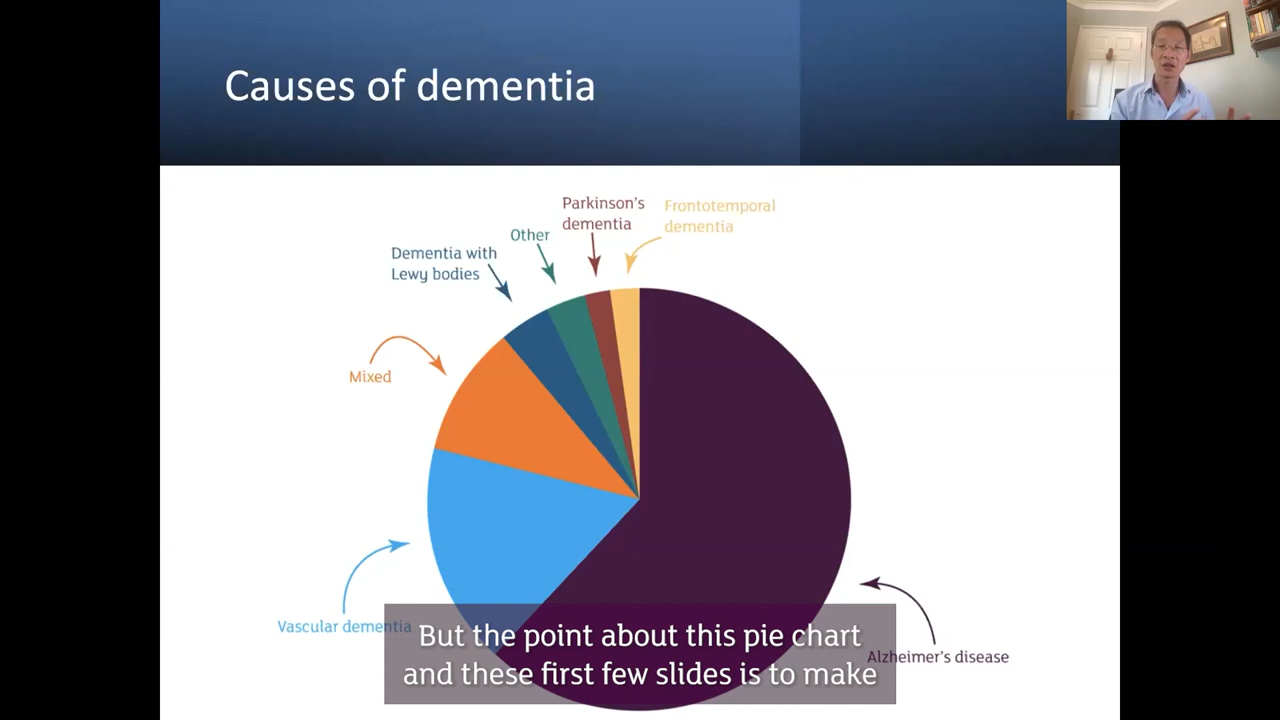 Causes of dementia
Parkinson's
dementia
Frontotemporal
dementia
Other
Dementia with
Lewy bodies
Mixed
Vascular dementia
Alzheimer's disease
But the point about this pie chart
and these first few slides is to make